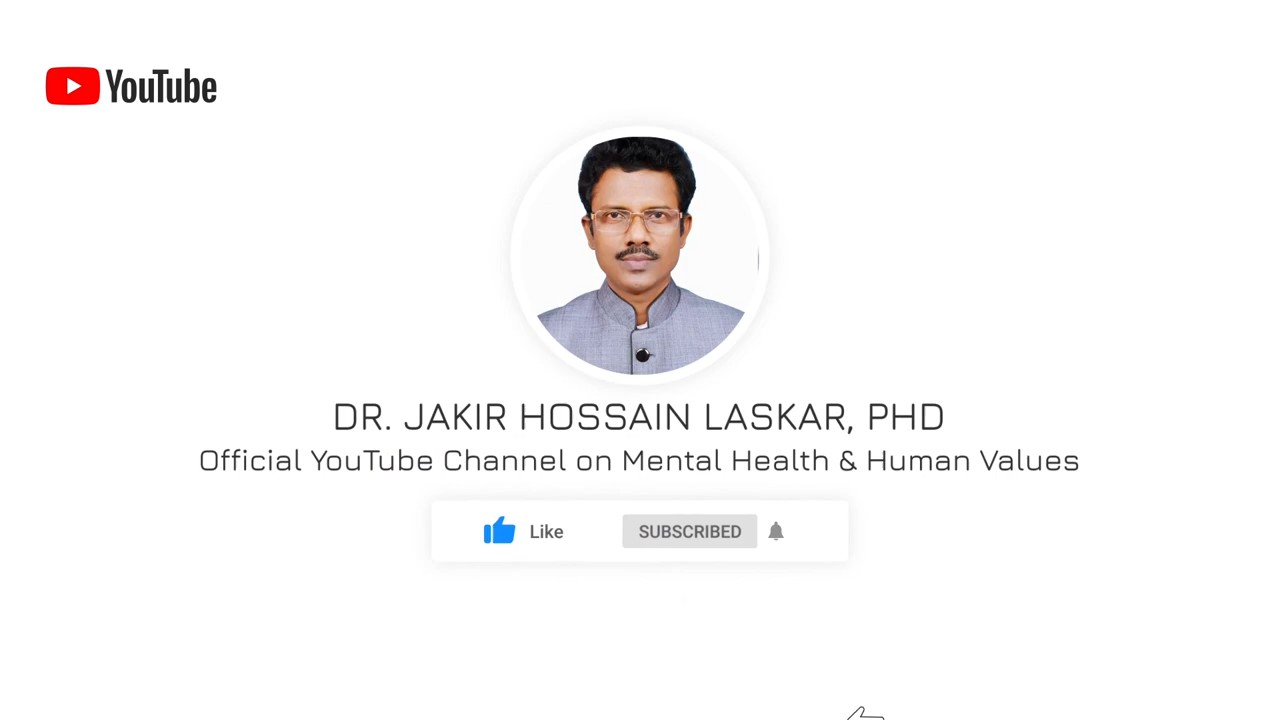 YouTube
DR. JAKIR HOSSAIN LASKAR, PHD
Official YouTube Channel on Mental Health & Human Values
Like SUBSCRIBED